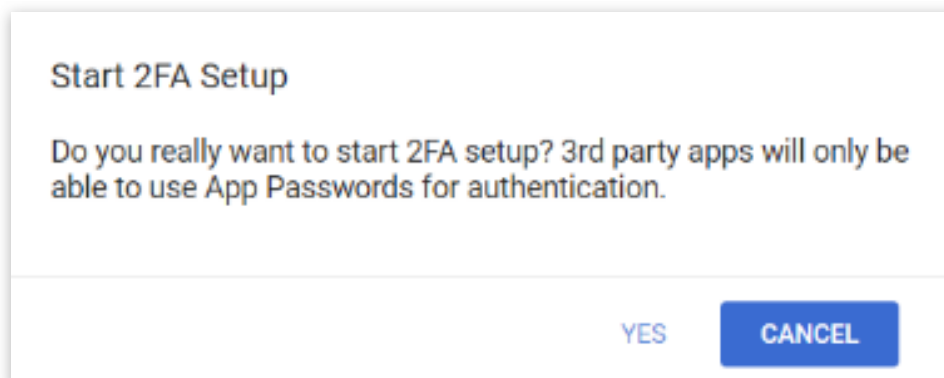 Start 2FA Setup
Do you really want to start 2FA setup? 3rd party apps will only be
able to use App Passwords for authentication.
YES
CANCEL